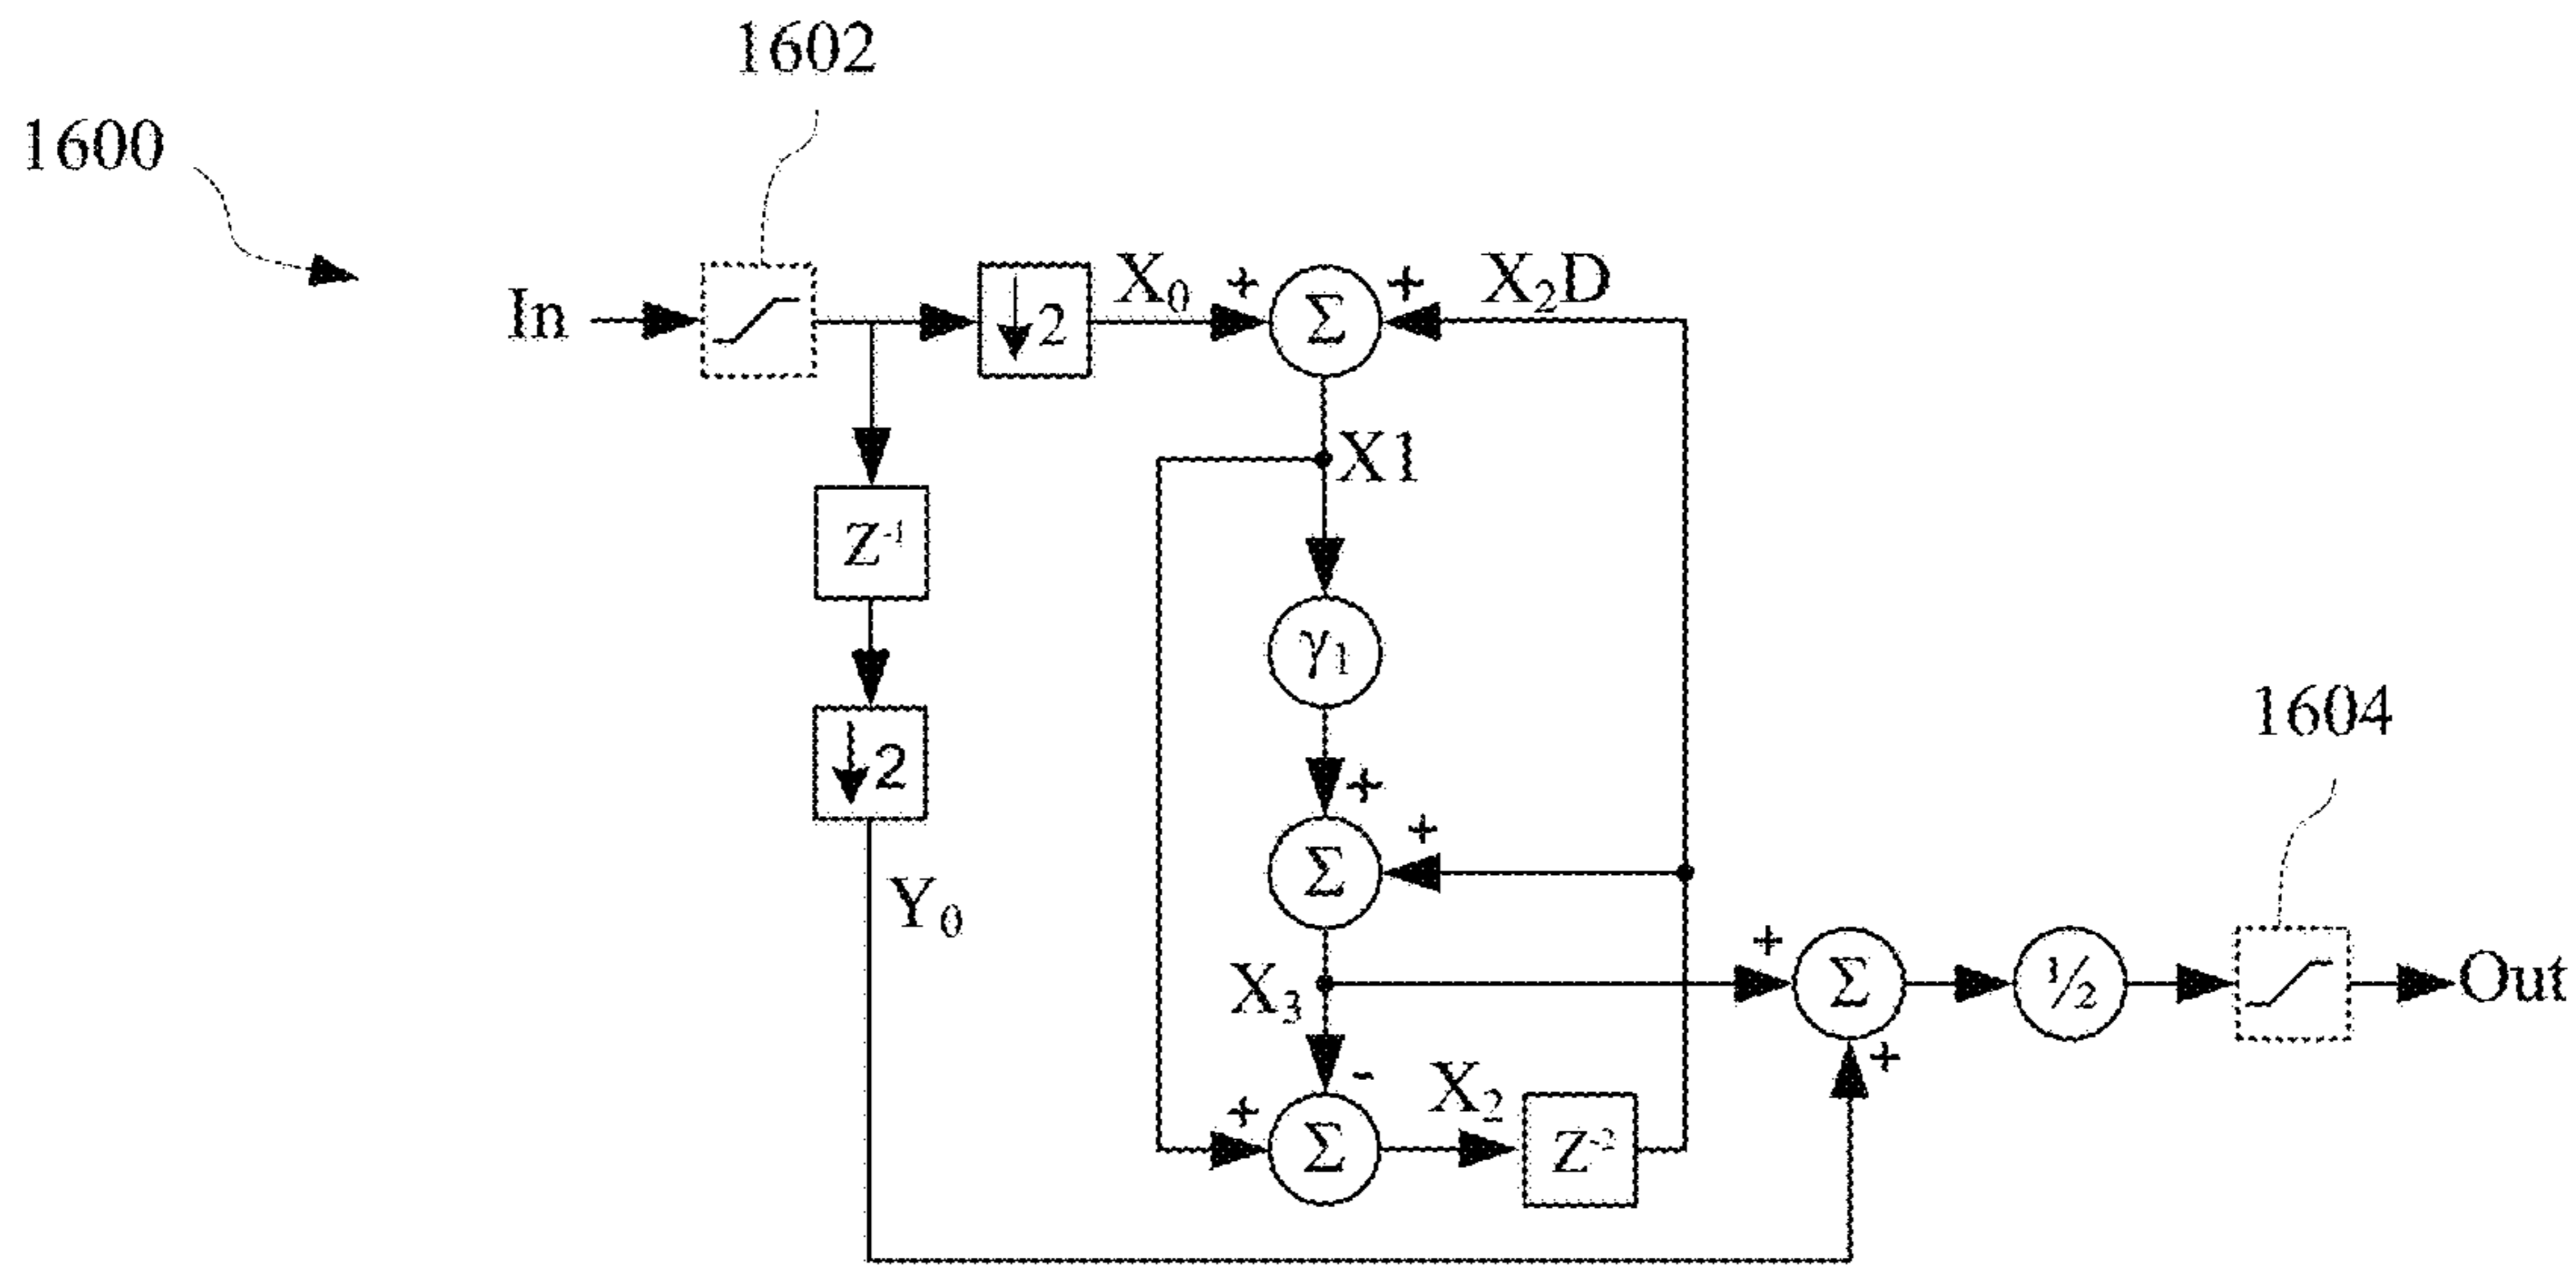 1602
1600
In
↓2
X₀
+
Σ
+
X₂D
X1
Z⁻¹
γ₁
↓2
+
1604
Σ
+
Y₀
X₃
+
Σ
½
Out
+
-
+
Σ
X₂
Z⁻²